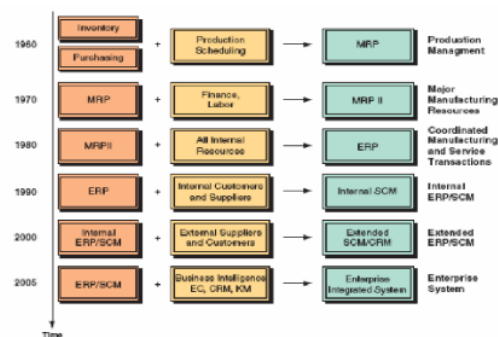 Inventory
1960
Purchasing
+
Production
Scheduling
MRP
Production
Managment
1970
MRP
+
Finance,
Labor
MRP II
Major
Manufacturing
Resources
1980
MRPII
+
All Internal
Resources
ERP
Coordinated
Manufacturing
and Service
Transactions
1990
ERP
+
Internal Customers
and Suppliers
Internal SCM
Internal
ERP/SCM
2000
Internal
ERP/SCM
+
External Suppliers
and Customers
Extended
SCM/CRM
Extended
ERP/SCM
2005
ERP/SCM
+
Business Intelligence
EC, CRM, KM
Enterprise
Integrated System
Enterprise
System
Time